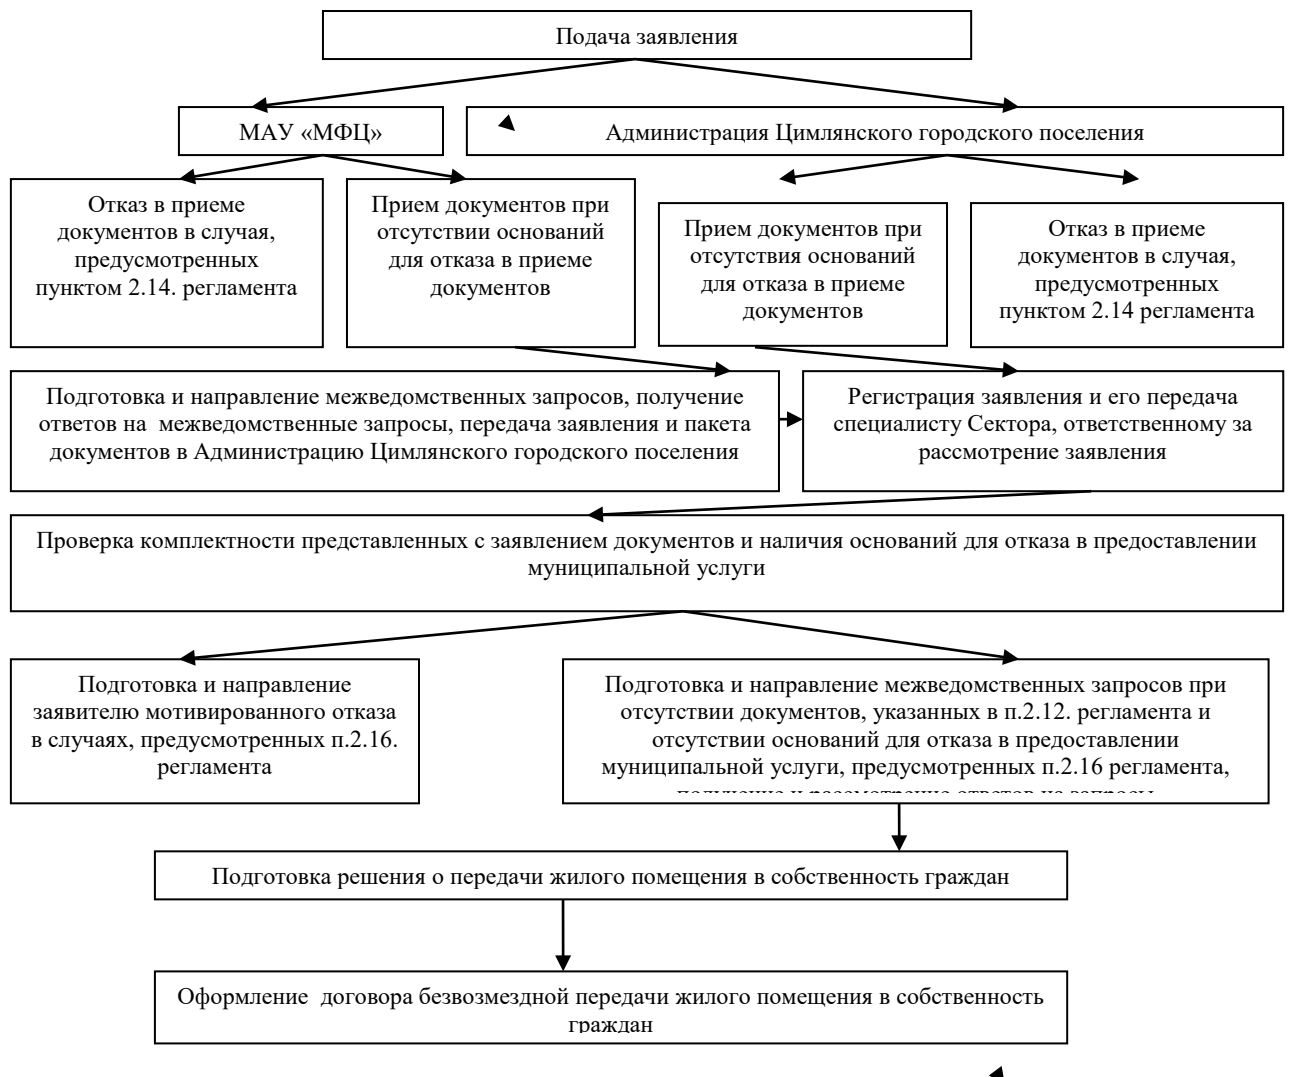 Подача заявления
МАУ «МФЦ»
Администрация Цимлянского городского поселения
Отказ в приеме
документов в случая,
предусмотренных
пунктом 2.14. регламента
Прием документов при
отсутствии оснований
для отказа в приеме
документов
Прием документов при
отсутствия оснований
для отказа в приеме
документов
Отказ в приеме
документов в случая,
предусмотренных
пунктом 2.14 регламента
Подготовка и направление межведомственных запросов, получение
ответов на межведомственные запросы, передача заявления и пакета
документов в Администрацию Цимлянского городского поселения
Регистрация заявления и его передача
специалисту Сектора, ответственному за
рассмотрение заявления
Проверка комплектности представленных с заявлением документов и наличия оснований для отказа в предоставлении
муниципальной услуги
Подготовка и направление
заявителю мотивированного отказа
в случаях, предусмотренных п.2.16.
регламента
Подготовка и направление межведомственных запросов при
отсутствии документов, указанных в п.2.12. регламента и
отсутствии оснований для отказа в предоставлении
муниципальной услуги, предусмотренных п.2.16 регламента,
получение и рассмотрение ответов на запросы
Подготовка решения о передачи жилого помещения в собственность граждан
Оформление договора безвозмездной передачи жилого помещения в собственность
граждан